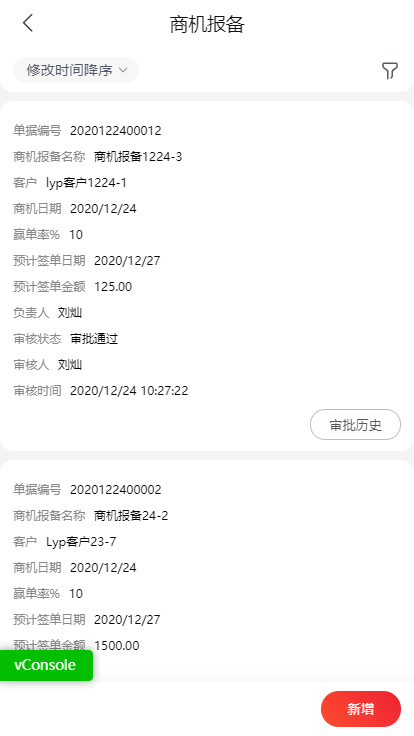 商机报备
修改时间降序
单据编号 2020122400012
商机报备名称 商机报备1224-3
客户 lyp客户1224-1
商机日期 2020/12/24
赢单率% 10
预计签单日期 2020/12/27
预计签单金额 125.00
负责人 刘灿
审核状态 审批通过
审核人 刘灿
审核时间 2020/12/24 10:27:22
审批历史
单据编号 2020122400002
商机报备名称 商机报备24-2
客户 Lyp客户23-7
商机日期 2020/12/24
赢单率% 10
预计签单日期 2020/12/27
预计签单金额 1500.00
vConsole
新增